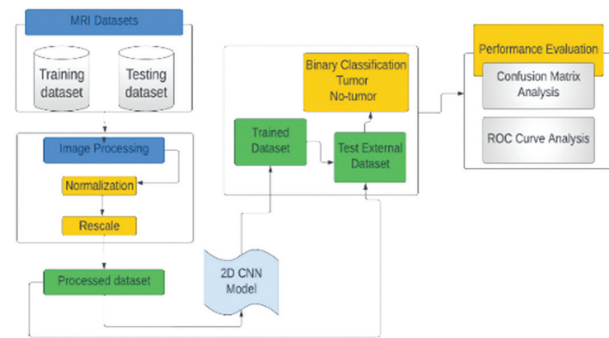 MRI Datasets
Training
dataset
Testing
dataset
Image Processing
Normalization
Rescale
Processed dataset
2D CNN
Model
Trained
Dataset
Test External
Dataset
Binary Classification
Tumor
No-tumor
Performance Evaluation
Confusion Matrix
Analysis
ROC Curve Analysis